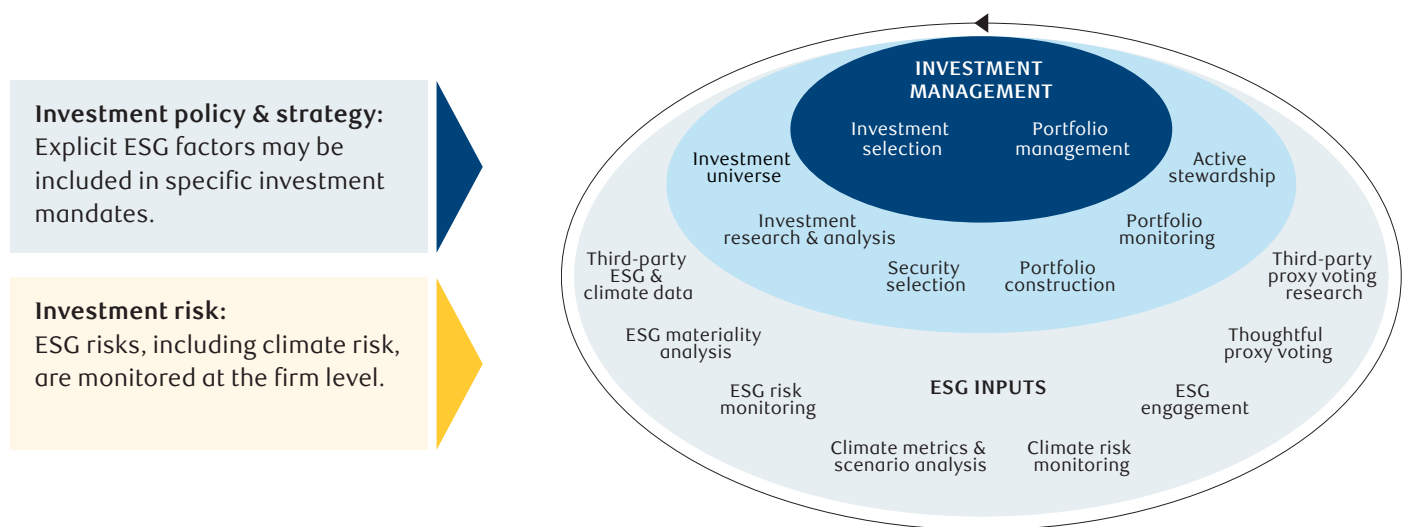 Investment policy & strategy:
Explicit ESG factors may be
included in specific investment
mandates.
Investment risk:
ESG risks, including climate risk,
are monitored at the firm level.
INVESTMENT
MANAGEMENT
Investment
selection
Portfolio
management
Investment
universe
Investment
research & analysis
Security
selection
Portfolio
construction
Portfolio
monitoring
Active
stewardship
Third-party
ESG &
climate data
ESG materiality
analysis
ESG risk
monitoring
Climate metrics &
scenario analysis
ESG INPUTS
Climate risk
monitoring
ESG
engagement
Thoughtful
proxy voting
Third-party
proxy voting
research